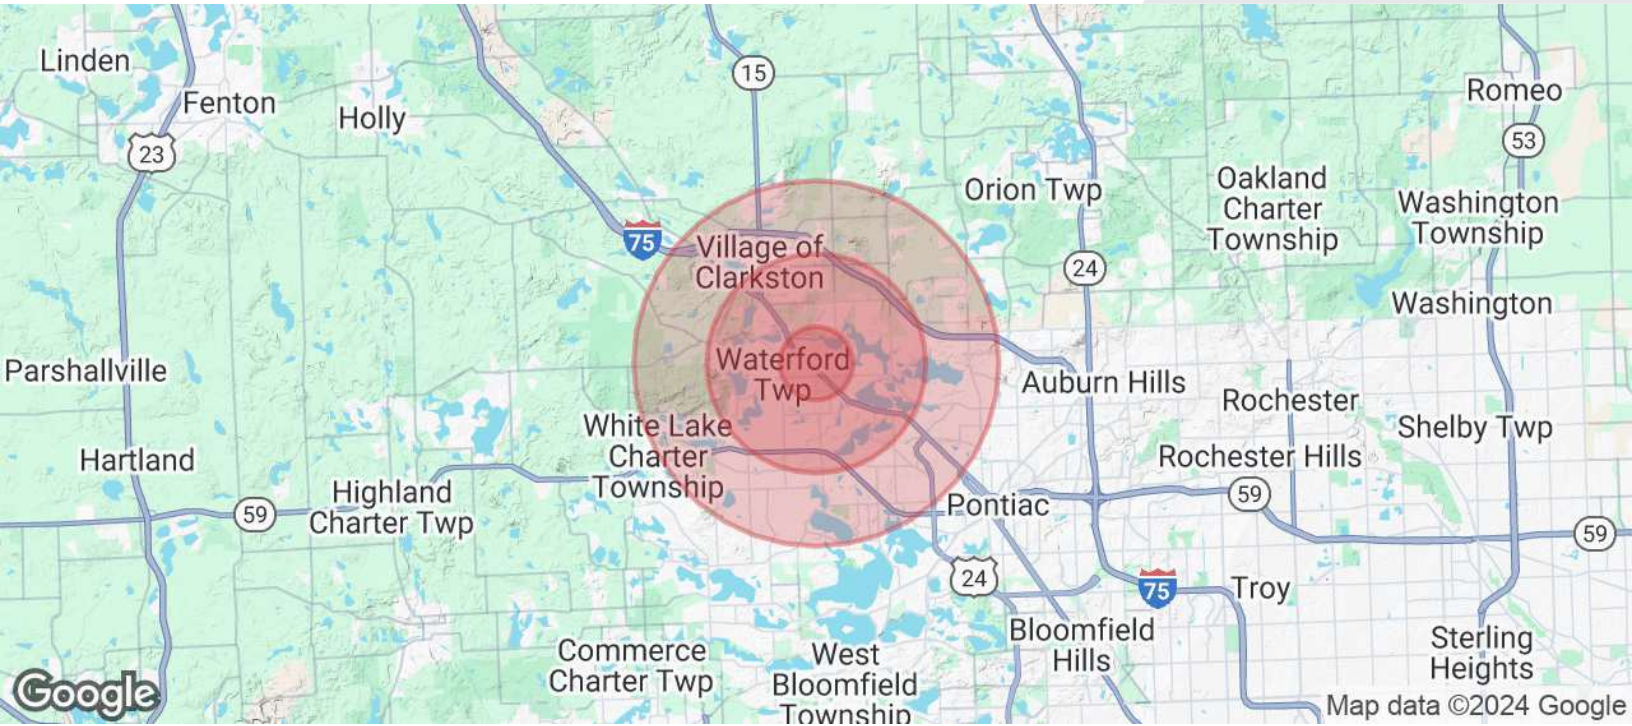 Linden
15
Fenton
Holly
Romeo
23
53
Orion Twp
Oakland
Charter
Township
Washington
Township
75
Village of
Clarkston
24
Washington
Waterford
Twp
Parshallville
Auburn Hills
Rochester
White Lake
Charter
Township
Shelby Twp
Hartland
Rochester Hills
Highland
Charter Twp
59
Pontiac
59
59
24
75
Troy
Bloomfield
Hills
Commerce
Charter Twp
West
Bloomfield
Township
Sterling
Heights
Google
Map data ©2024 Google